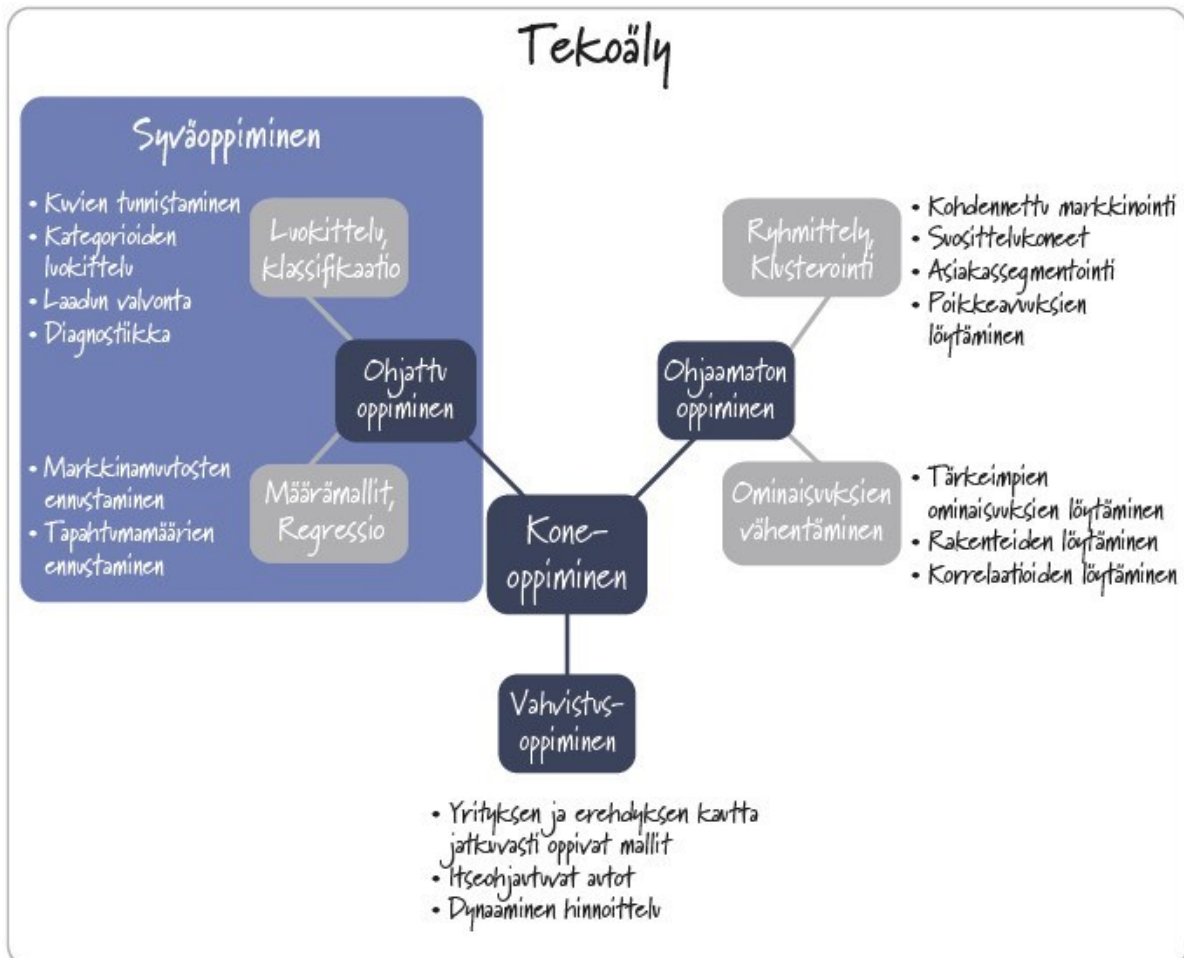 Tekoäly
Syväoppiminen
• Kuvien tunnistaminen
• Kategorioiden
luokittelu
• Laadun valvonta
• Diagnostiikka
Luokittelu,
klassifikaatio
Ohjattu
oppiminen
• Markkinamuutosten
ennustaminen
• Tapahtumamäärien
ennustaminen
Määrämallit,
Regressio
Kone-
oppiminen
Ryhmittely,
Klusterointi
• Kohdennettu markkinointi
• Suosittelukoneet
• Asiakassegmentointi
• Poikkeavuuksien
löytäminen
Ohjaamaton
oppiminen
Ominaisuuksien
vähentäminen
• Tärkeimpien
ominaisuuksien löytäminen
• Rakenteiden löytäminen
• Korrelaatioiden löytäminen
Vahvistus-
oppiminen
• Yrityksen ja erehdyksen kautta
jatkuvasti oppivat mallit
• Itseohjautuvat autot
• Dynaaminen hinnoittelu